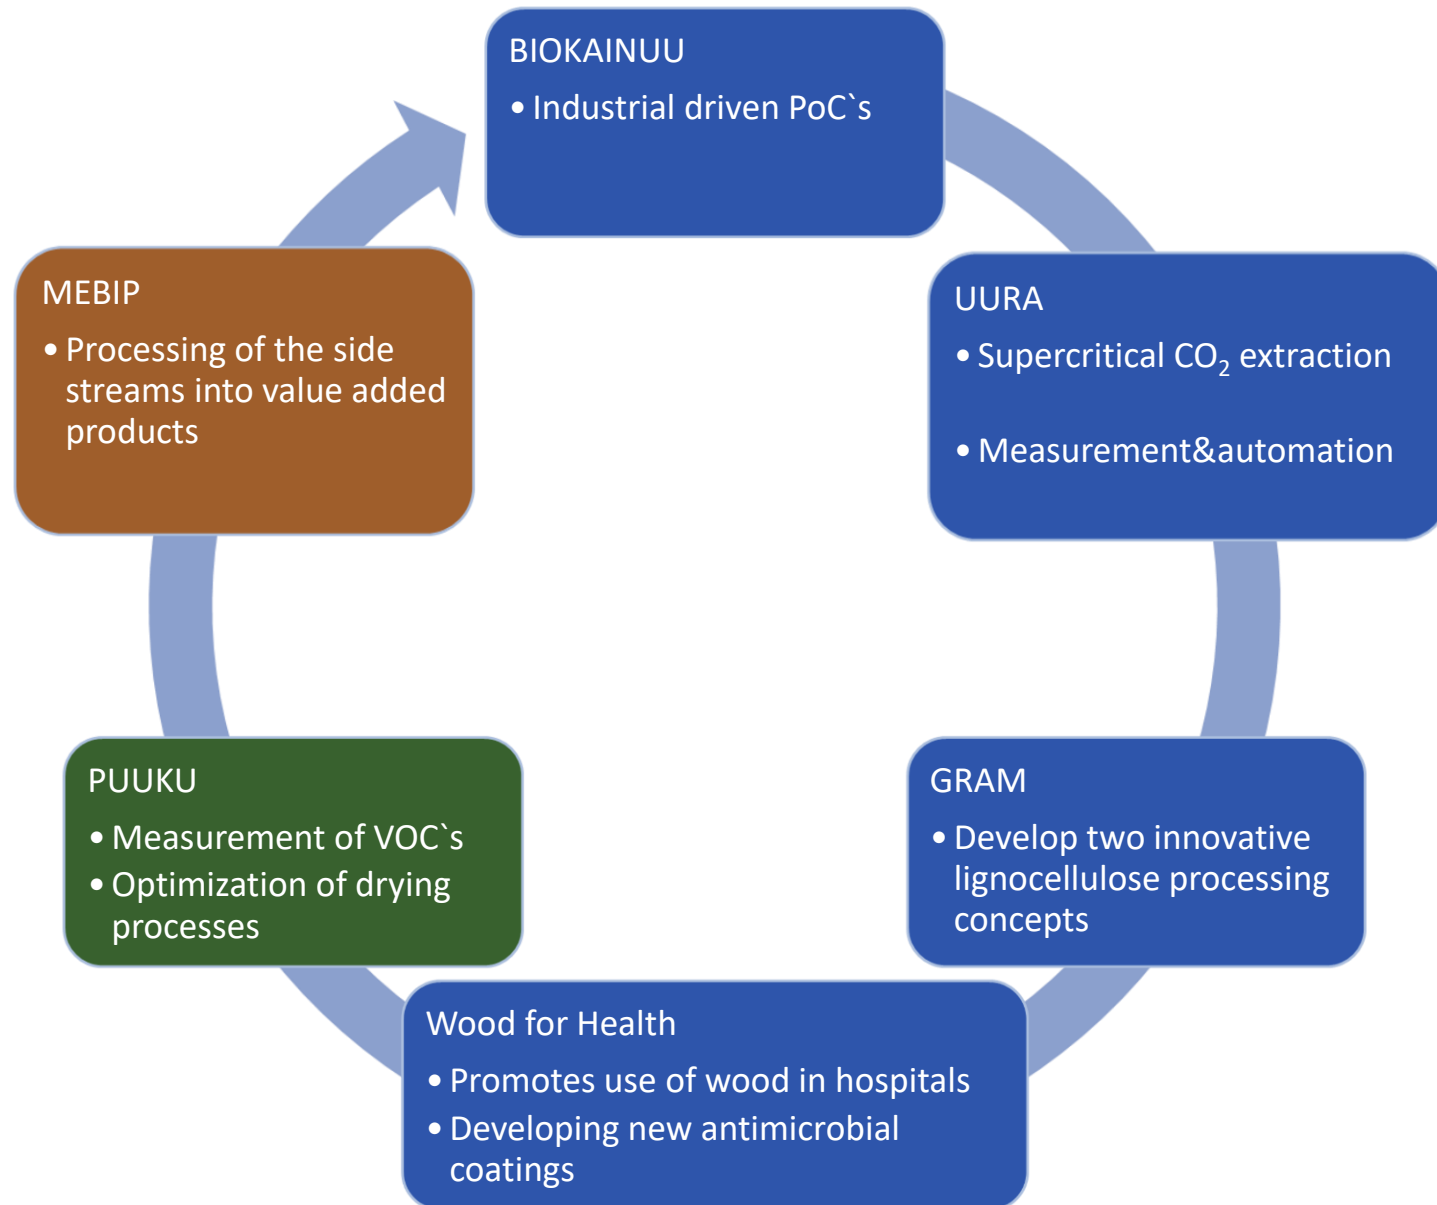 BIOKAINUU
• Industrial driven PoC`s
UURA
• Supercritical CO₂ extraction
• Measurement&automation
GRAM
• Develop two innovative
lignocellulose processing
concepts
Wood for Health
• Promotes use of wood in hospitals
• Developing new antimicrobial
coatings
PUUKU
• Measurement of VOC`s
• Optimization of drying
processes
MEBIP
• Processing of the side
streams into value added
products